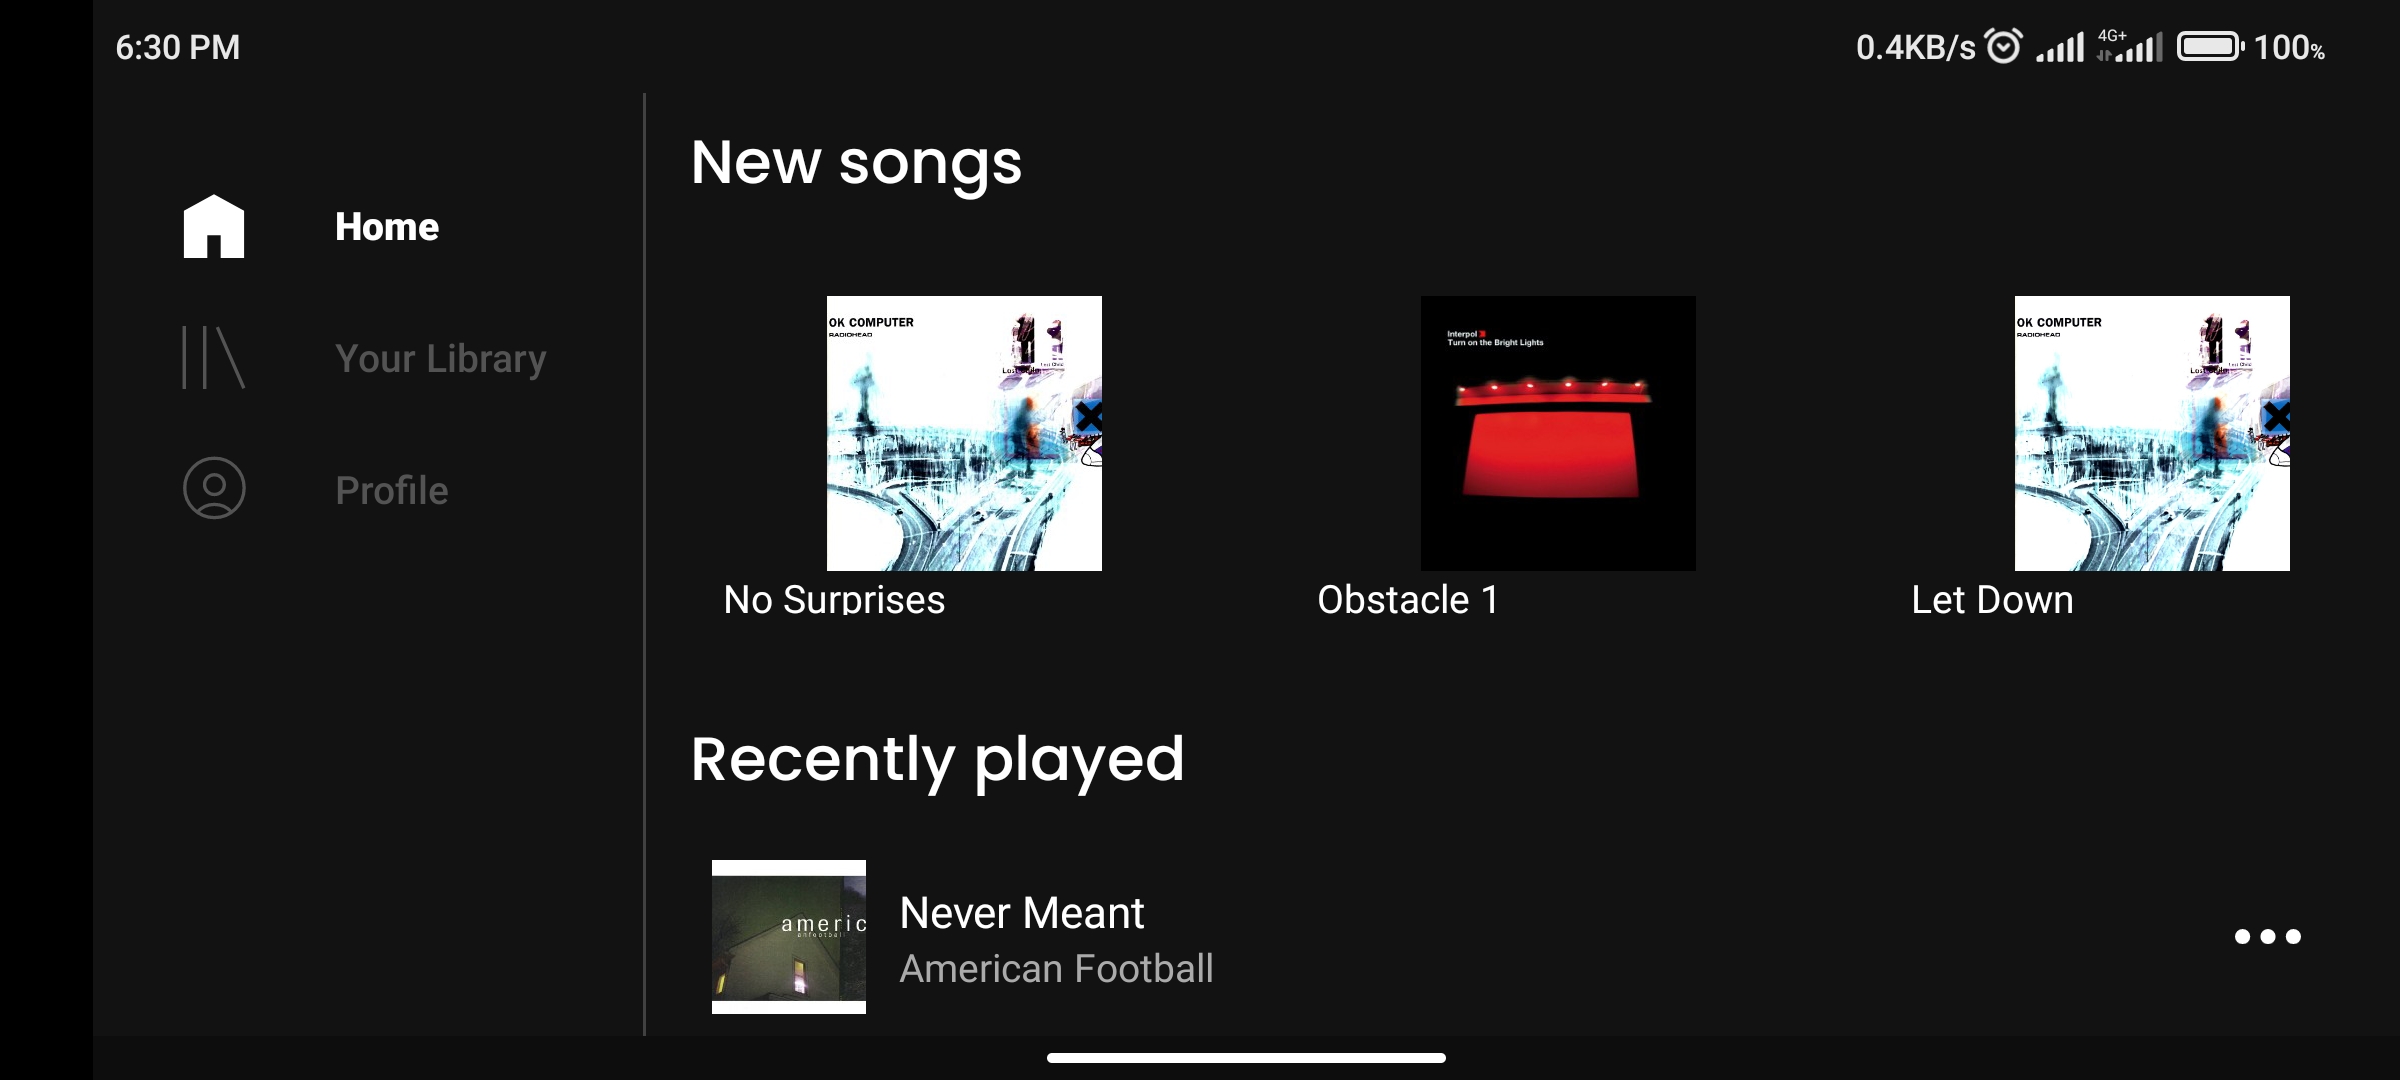 6:30 PM
0.4KB/s 4G+ 100%
Home
Your Library
Profile
New songs
OK COMPUTER
RADIOHEAD
Interpol
Turn on the Bright Lights
OK COMPUTER
RADIOHEAD
No Surprises
Obstacle 1
Let Down
Recently played
americ
anfootball
Never Meant
American Football